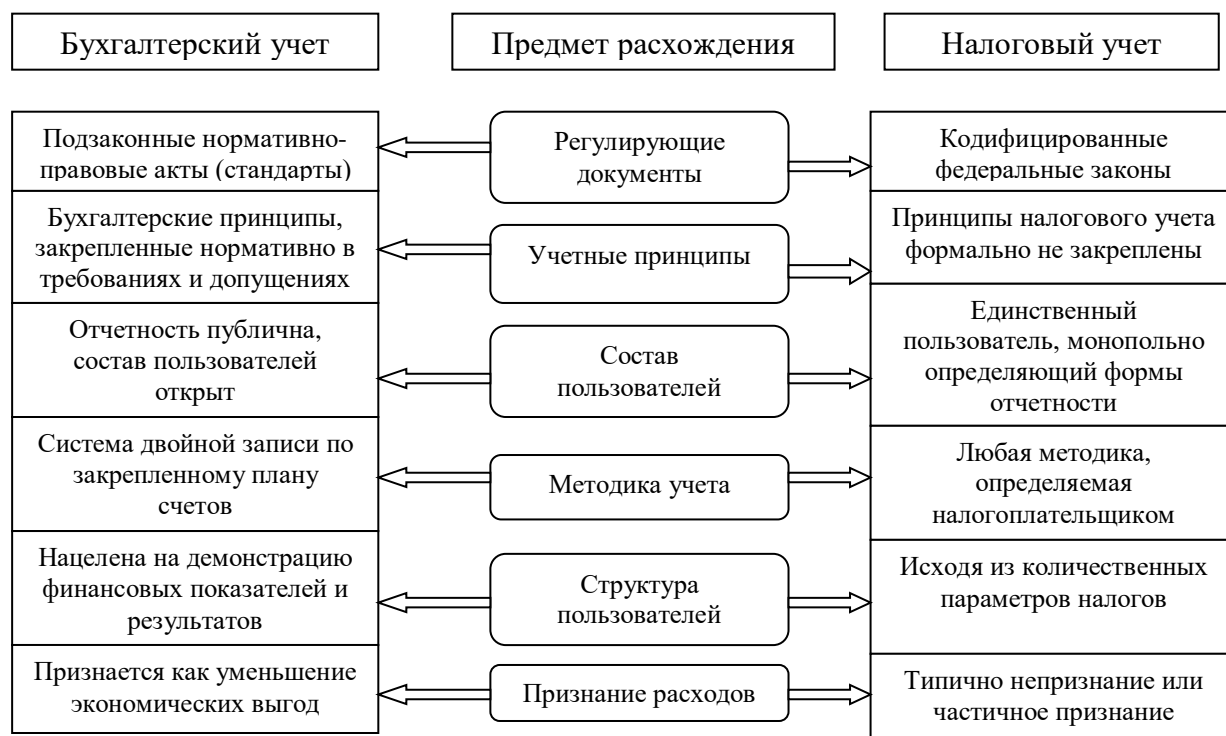 Бухгалтерский учет
Предмет расхождения
Налоговый учет
Подзаконные нормативно-
правовые акты (стандарты)
Регулирующие
документы
Кодифицированные
федеральные законы
Бухгалтерские принципы,
закрепленные нормативно в
требованиях и допущениях
Учетные принципы
Принципы налогового учета
формально не закреплены
Отчетность публична,
состав пользователей
открыт
Состав
пользователей
Единственный
пользователь, монопольно
определяющий формы
отчетности
Система двойной записи по
закрепленному плану
счетов
Методика учета
Любая методика,
определяемая
налогоплательщиком
Нацелена на демонстрацию
финансовых показателей и
результатов
Структура
пользователей
Исходя из количественных
параметров налогов
Признается как уменьшение
экономических выгод
Признание расходов
Типично непризнание или
частичное признание